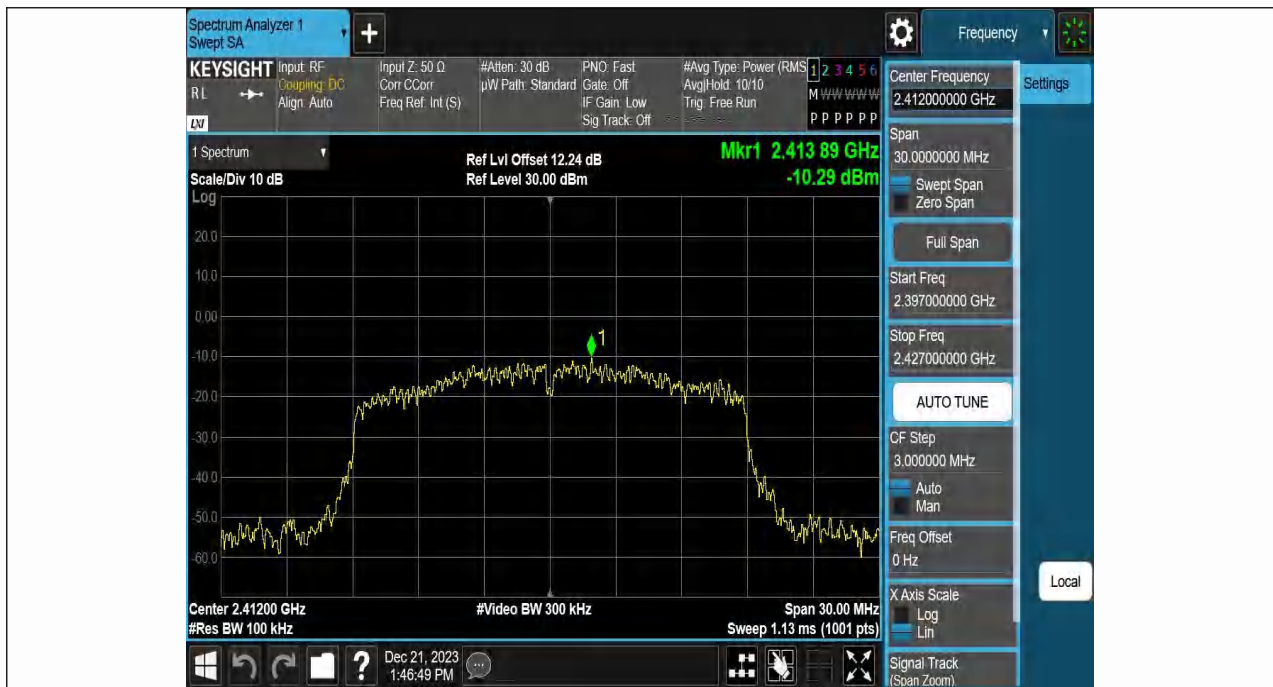 Spectrum Analyzer 1
Swept SA
+
Frequency
KEYSIGHT
RL
LXI
Input: RF
Coupling: DC
Align: Auto
Input Z: 50 Ω
Corr CCorr
Freq Ref: Int (S)
#Atten: 30 dB
µW Path: Standard
PNO: Fast
Gate: Off
IF Gain: Low
Sig Track: Off
#Avg Type: Power (RMS
Avg|Hold: 10/10
Trig: Free Run
1 2 3 4 5 6
M W W W W W
P P P P P P
1 Spectrum
Scale/Div 10 dB
Log
Ref Lvl Offset 12.24 dB
Ref Level 30.00 dBm
Mkr1 2.413 89 GHz
-10.29 dBm
20.0
10.0
0.00
-10.0
-20.0
-30.0
-40.0
-50.0
-60.0
1
Center 2.41200 GHz
#Res BW 100 kHz
#Video BW 300 kHz
Span 30.00 MHz
Sweep 1.13 ms (1001 pts)
Center Frequency
2.412000000 GHz
Settings
Span
30.0000000 MHz
Swept Span
Zero Span
Full Span
Start Freq
2.397000000 GHz
Stop Freq
2.427000000 GHz
AUTO TUNE
CF Step
3.000000 MHz
Auto
Man
Freq Offset
0 Hz
X Axis Scale
Log
Lin
Local
Signal Track
(Span Zoom)
?
Dec 21, 2023
1:46:49 PM